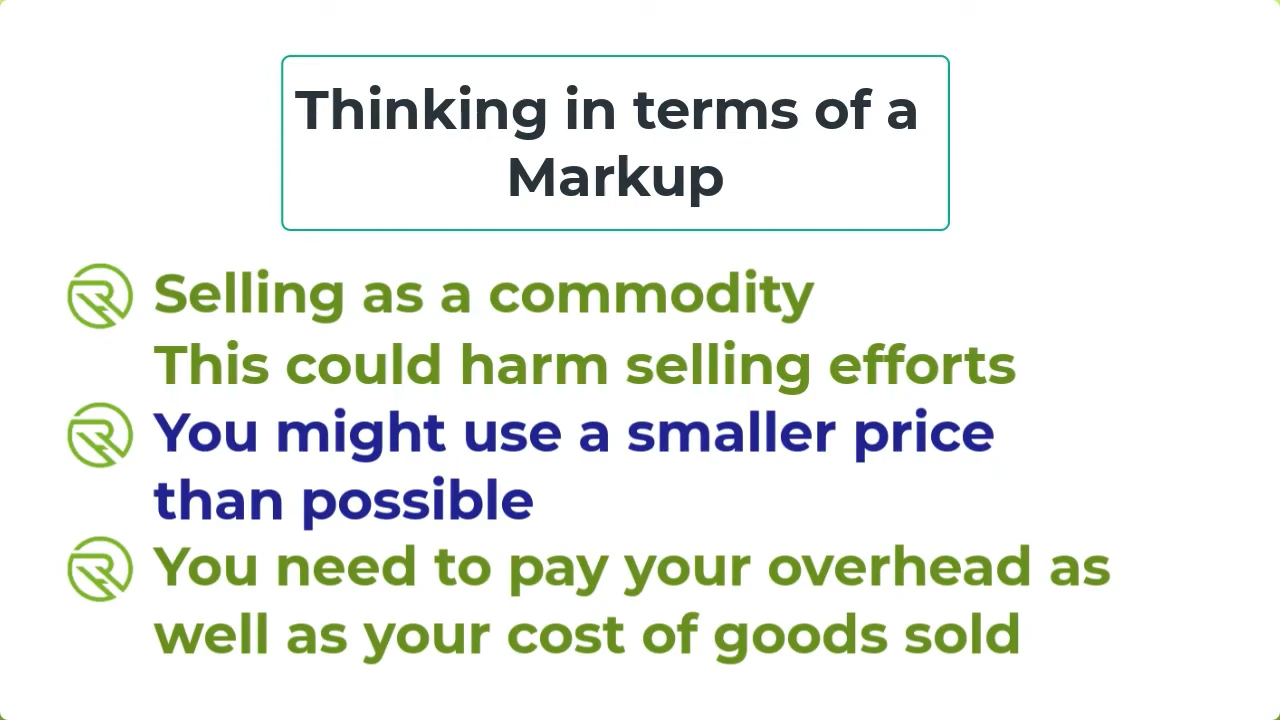 Thinking in terms of a
Markup
Selling as a commodity
This could harm selling efforts
You might use a smaller price
than possible
You need to pay your overhead as
well as your cost of goods sold